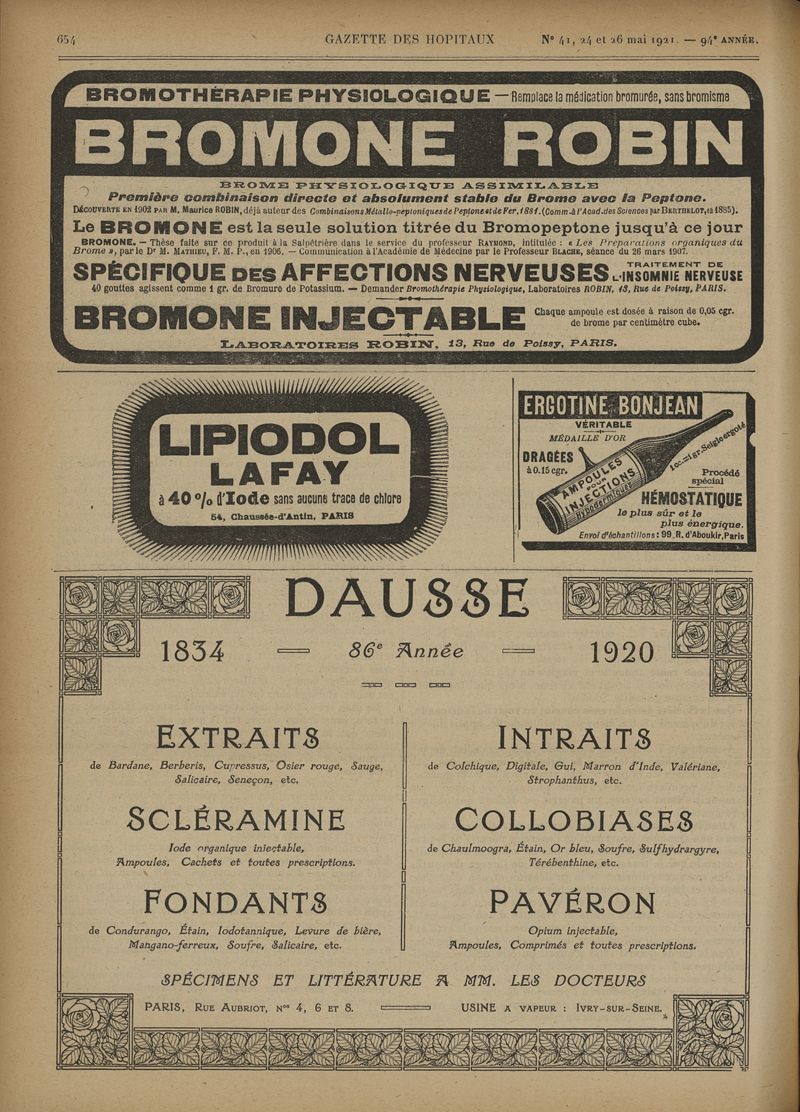 654 GAZETTE DES HOPITAUX N° 41, 24 et 26 mai 1921. — 94e ANNÉE.
BROMOTHÉRAPIE PHYSIOLOGIQUE — Remplace la médication bromurée, sans bromisme
BROMONE ROBIN
BROME PHYSIOLOGIQUE ASSIMILABLE
Première combinaison directe et absolument stable du Brome avec la Peptone.
DÉCOUVERTE EN 1902 PAR M. Maurice ROBIN, déjà auteur des Combinaisons Métallo-peptoniques de Peptone et de Fer, 1881. (Comm. à l'Acad. des Sciences par BERTHELOT, en 1885).
Le BROMONE est la seule solution titrée du Bromopeptone jusqu'à ce jour
BROMONE. — Thèse faite sur ce produit à la Salpêtrière dans le service du professeur RAYMOND, intitulée : « Les Préparations organiques du
Brome », par le Dr M. MATHIEU, F. M. P., en 1906. — Communication à l'Académie de Médecine par le Professeur BLACHE, séance du 26 mars 1907.
SPÉCIFIQUE DES AFFECTIONS NERVEUSES TRAITEMENT DE L'INSOMNIE NERVEUSE
40 gouttes agissent comme 1 gr. de Bromure de Potassium. — Demander Bromothérapie Physiologique, Laboratoires ROBIN, 13, Rue de Poissy, PARIS.
BROMONE INJECTABLE Chaque ampoule est dosée à raison de 0,05 cgr.
de brome par centimètre cube.
LABORATOIRES ROBIN, 13, Rue de Poissy, PARIS.
LIPIODOL
LAFAY
à 40 % d'Iode sans aucune trace de chlore
54, Chaussée-d'Antin, PARIS
ERGOTINE BONJEAN
VÉRITABLE
MÉDAILLE D'OR
DRAGÉES
à 0.15 cgr.
AMPOULES
POUR
INJECTIONS
Hypodermiques
1cc.=1gr. Seigle ergoté
Procédé
spécial
HÉMOSTATIQUE
le plus sûr et le
plus énergique.
Envoi d'échantillons : 99, R. d'Aboukir, Paris
DAUSSE
1834 — 86e Année — 1920
EXTRAITS
de Bardane, Berberis, Cupressus, Osier rouge, Sauge,
Salicaire, Seneçon, etc.
INTRAITS
de Colchique, Digitale, Gui, Marron d'Inde, Valériane,
Strophanthus, etc.
SCLÉRAMINE
Iode organique injectable,
Ampoules, Cachets et toutes prescriptions.
COLLOBIASES
de Chaulmoogra, Étain, Or bleu, Soufre, Sulfhydrargyre,
Térébenthine, etc.
FONDANTS
de Condurango, Étain, Iodotannique, Levure de bière,
Mangano-ferreux, Soufre, Salicaire, etc.
PAVÉRON
Opium injectable,
Ampoules, Comprimés et toutes prescriptions.
SPÉCIMENS ET LITTÉRATURE A MM. LES DOCTEURS
PARIS, RUE AUBRIOT, Nos 4, 6 ET 8. — USINE A VAPEUR : IVRY-SUR-SEINE.